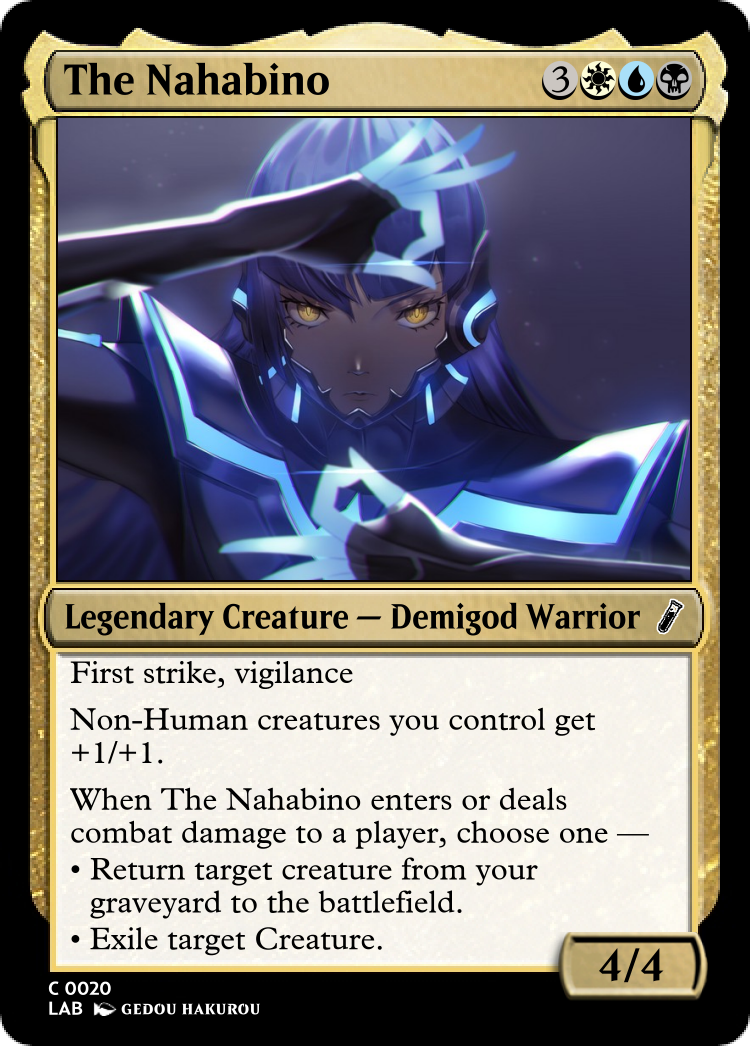 The Nahabino 3
Legendary Creature — Demigod Warrior
First strike, vigilance
Non-Human creatures you control get
+1/+1.
When The Nahabino enters or deals
combat damage to a player, choose one —
• Return target creature from your
graveyard to the battlefield.
• Exile target Creature.
4/4
C 0020
LAB GEDOU HAKUROU